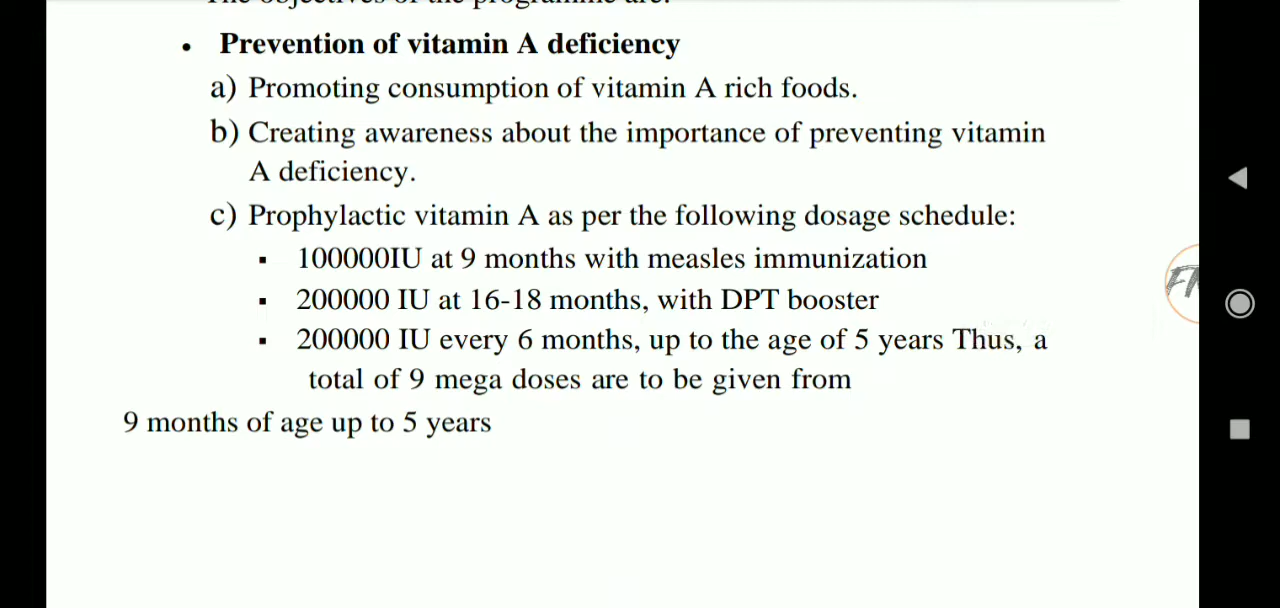 • Prevention of vitamin A deficiency
a) Promoting consumption of vitamin A rich foods.
b) Creating awareness about the importance of preventing vitamin
A deficiency.
c) Prophylactic vitamin A as per the following dosage schedule:
▪ 100000IU at 9 months with measles immunization
▪ 200000 IU at 16-18 months, with DPT booster
▪ 200000 IU every 6 months, up to the age of 5 years Thus, a
total of 9 mega doses are to be given from
9 months of age up to 5 years